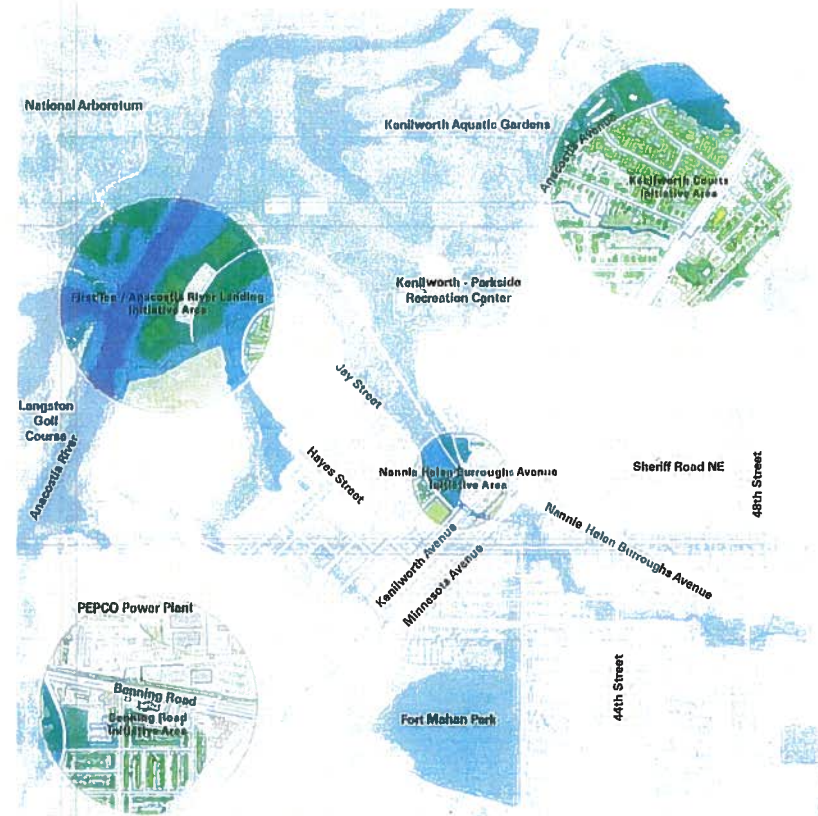 National Arboretum
Kenilworth Aquatic Gardens
Anacostia Avenue
Kenilworth Courts
Initiative Area
First Tee / Anacostia River Landing
Initiative Area
Kenilworth - Parkside
Recreation Center
Jay Street
Langston
Golf
Course
Anacostia River
Hayes Street
Nannie Helen Burroughs Avenue
Initiative Area
Sheriff Road NE
48th Street
Nannie Helen Burroughs Avenue
Kenilworth Avenue
Minnesota Avenue
PEPCO Power Plant
Benning Road
Benning Road
Initiative Area
Fort Mahan Park
44th Street